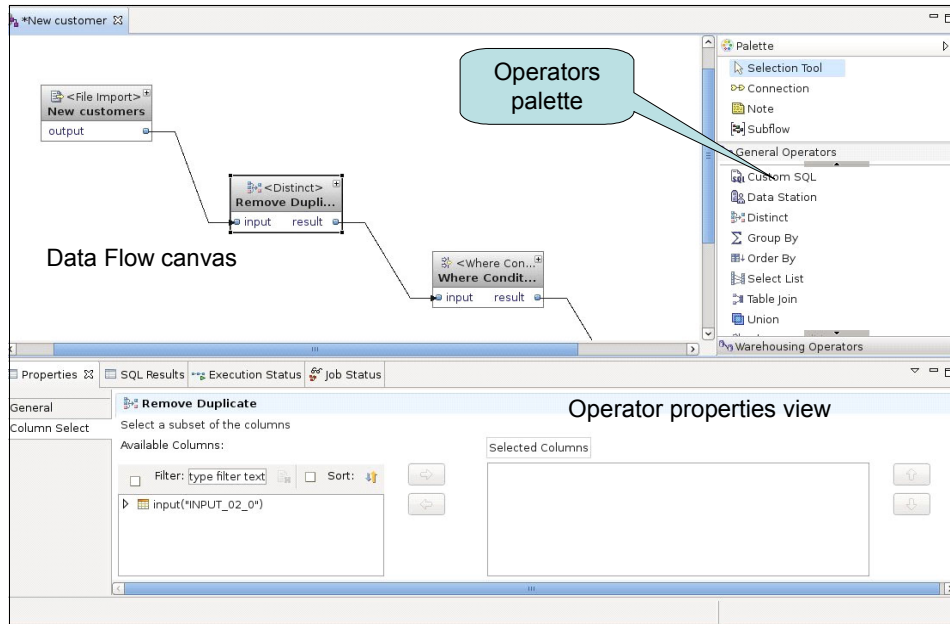 *New customer
Palette
Selection Tool
Connection
Note
Subflow
General Operators
Custom SQL
Data Station
Distinct
Group By
Order By
Select List
Table Join
Union
Warehousing Operators
Operators
palette
<File Import>
New customers
output
<Distinct>
Remove Dupli...
input result
Data Flow canvas
<Where Con...
Where Condit...
input result
Properties SQL Results Execution Status Job Status
General
Column Select
Remove Duplicate
Operator properties view
Select a subset of the columns
Available Columns:
Selected Columns
Filter: type filter text Sort:
input("INPUT_02_0")